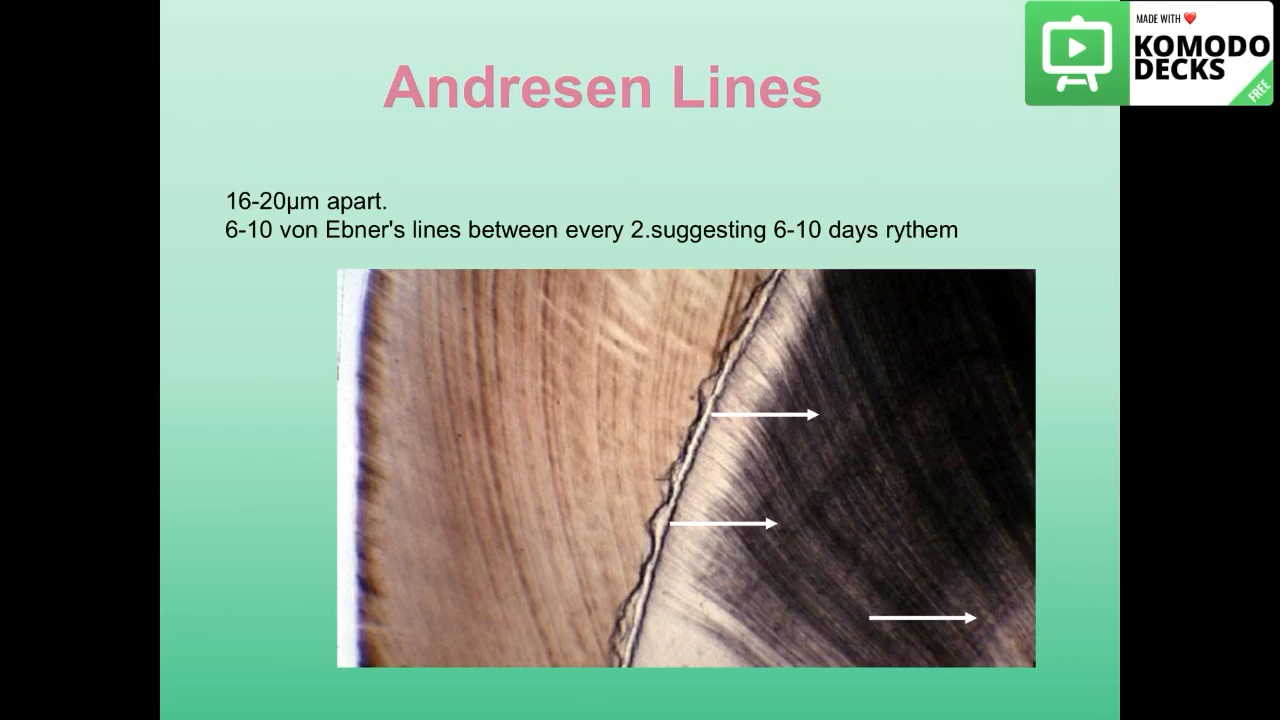 MADE WITH ❤️
KOMODO
DECKS
FREE
Andresen Lines
16-20µm apart.
6-10 von Ebner's lines between every 2.suggesting 6-10 days rythem